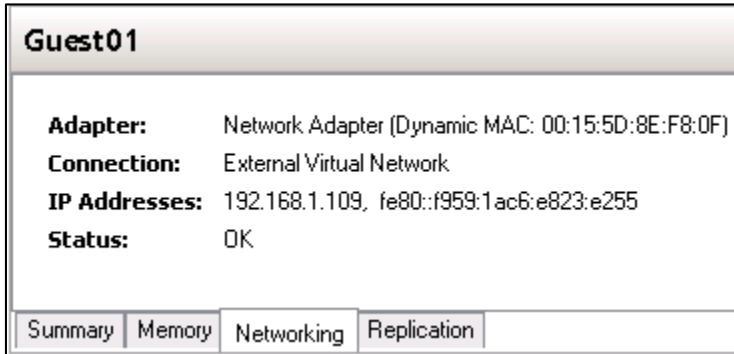 Guest01
Adapter: Network Adapter (Dynamic MAC: 00:15:5D:8E:F8:0F)
Connection: External Virtual Network
IP Addresses: 192.168.1.109, fe80::f959:1ac6:e823:e255
Status: OK
Summary Memory Networking Replication